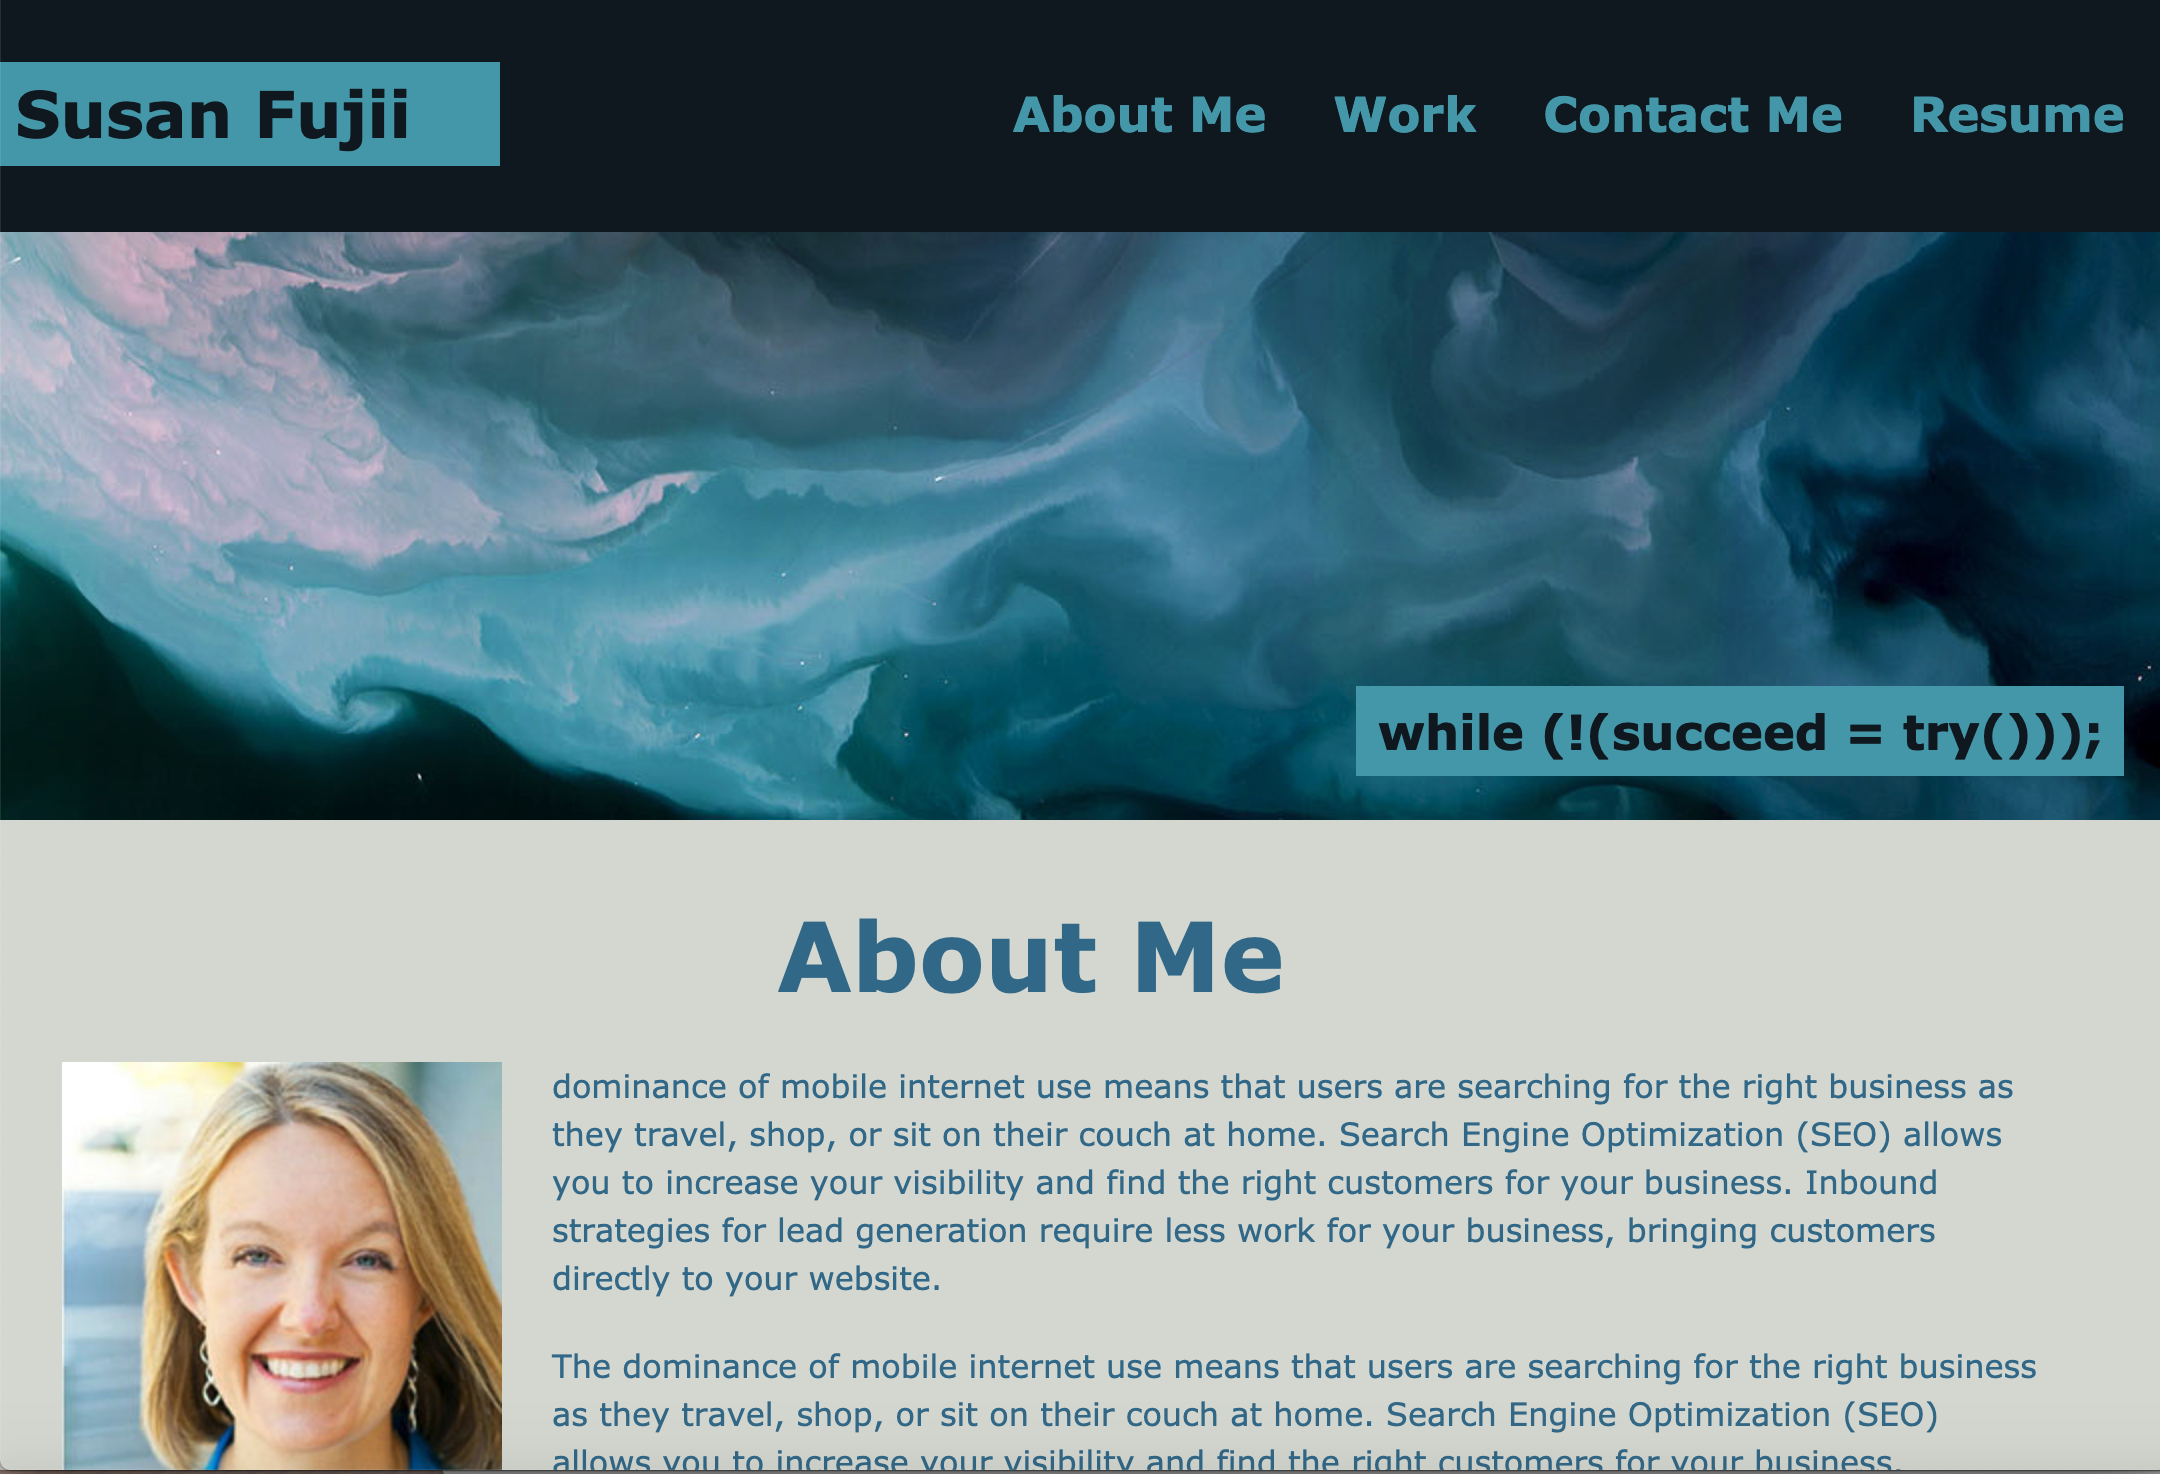 Susan Fujii
About Me Work Contact Me Resume
while (!(succeed = try()));
About Me
dominance of mobile internet use means that users are searching for the right business as
they travel, shop, or sit on their couch at home. Search Engine Optimization (SEO) allows
you to increase your visibility and find the right customers for your business. Inbound
strategies for lead generation require less work for your business, bringing customers
directly to your website.
The dominance of mobile internet use means that users are searching for the right business
as they travel, shop, or sit on their couch at home. Search Engine Optimization (SEO)
allows you to increase your visibility and find the right customers for your business.